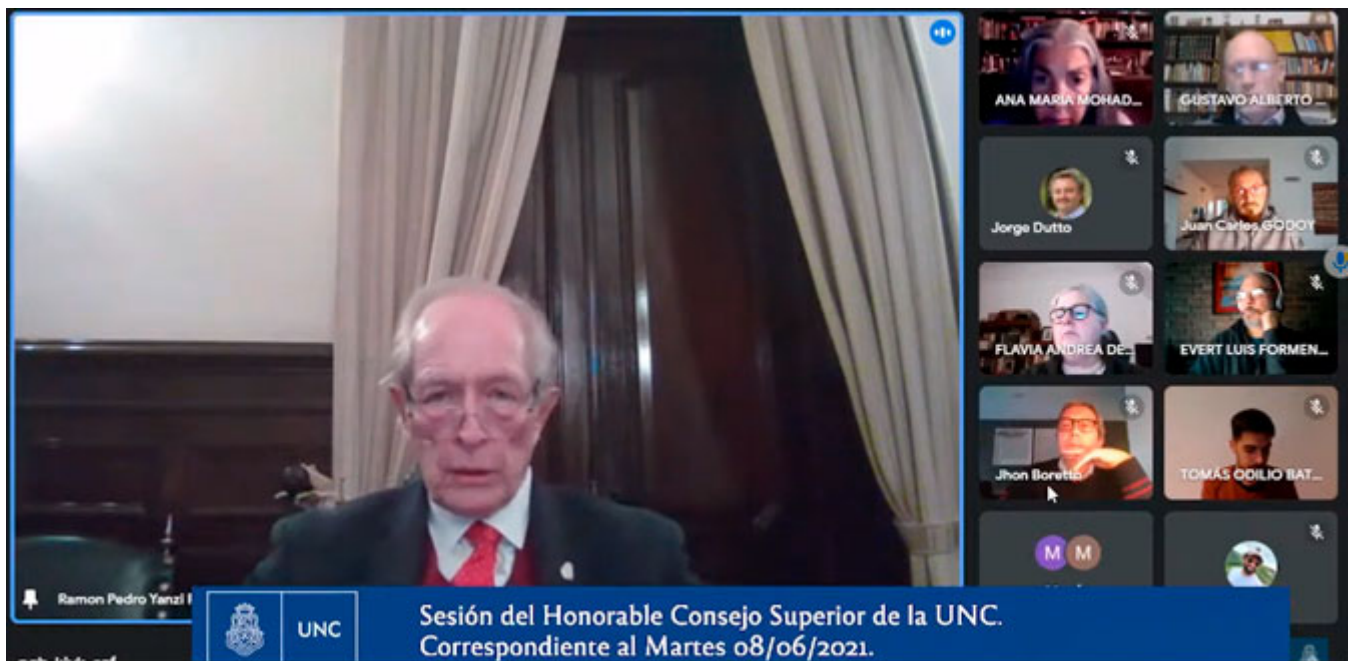 ANA MARIA MOHAD...
GUSTAVO ALBERTO ...
Jorge Dutto
Juan Carlos GODOY
FLAVIA ANDREA DE...
EVERT LUIS FORMEN...
Jhon Boretto
TOMÁS ODILIO BAT...
M M
Ramon Pedro Yanzi
UNC
Sesión del Honorable Consejo Superior de la UNC.
Correspondiente al Martes 08/06/2021.